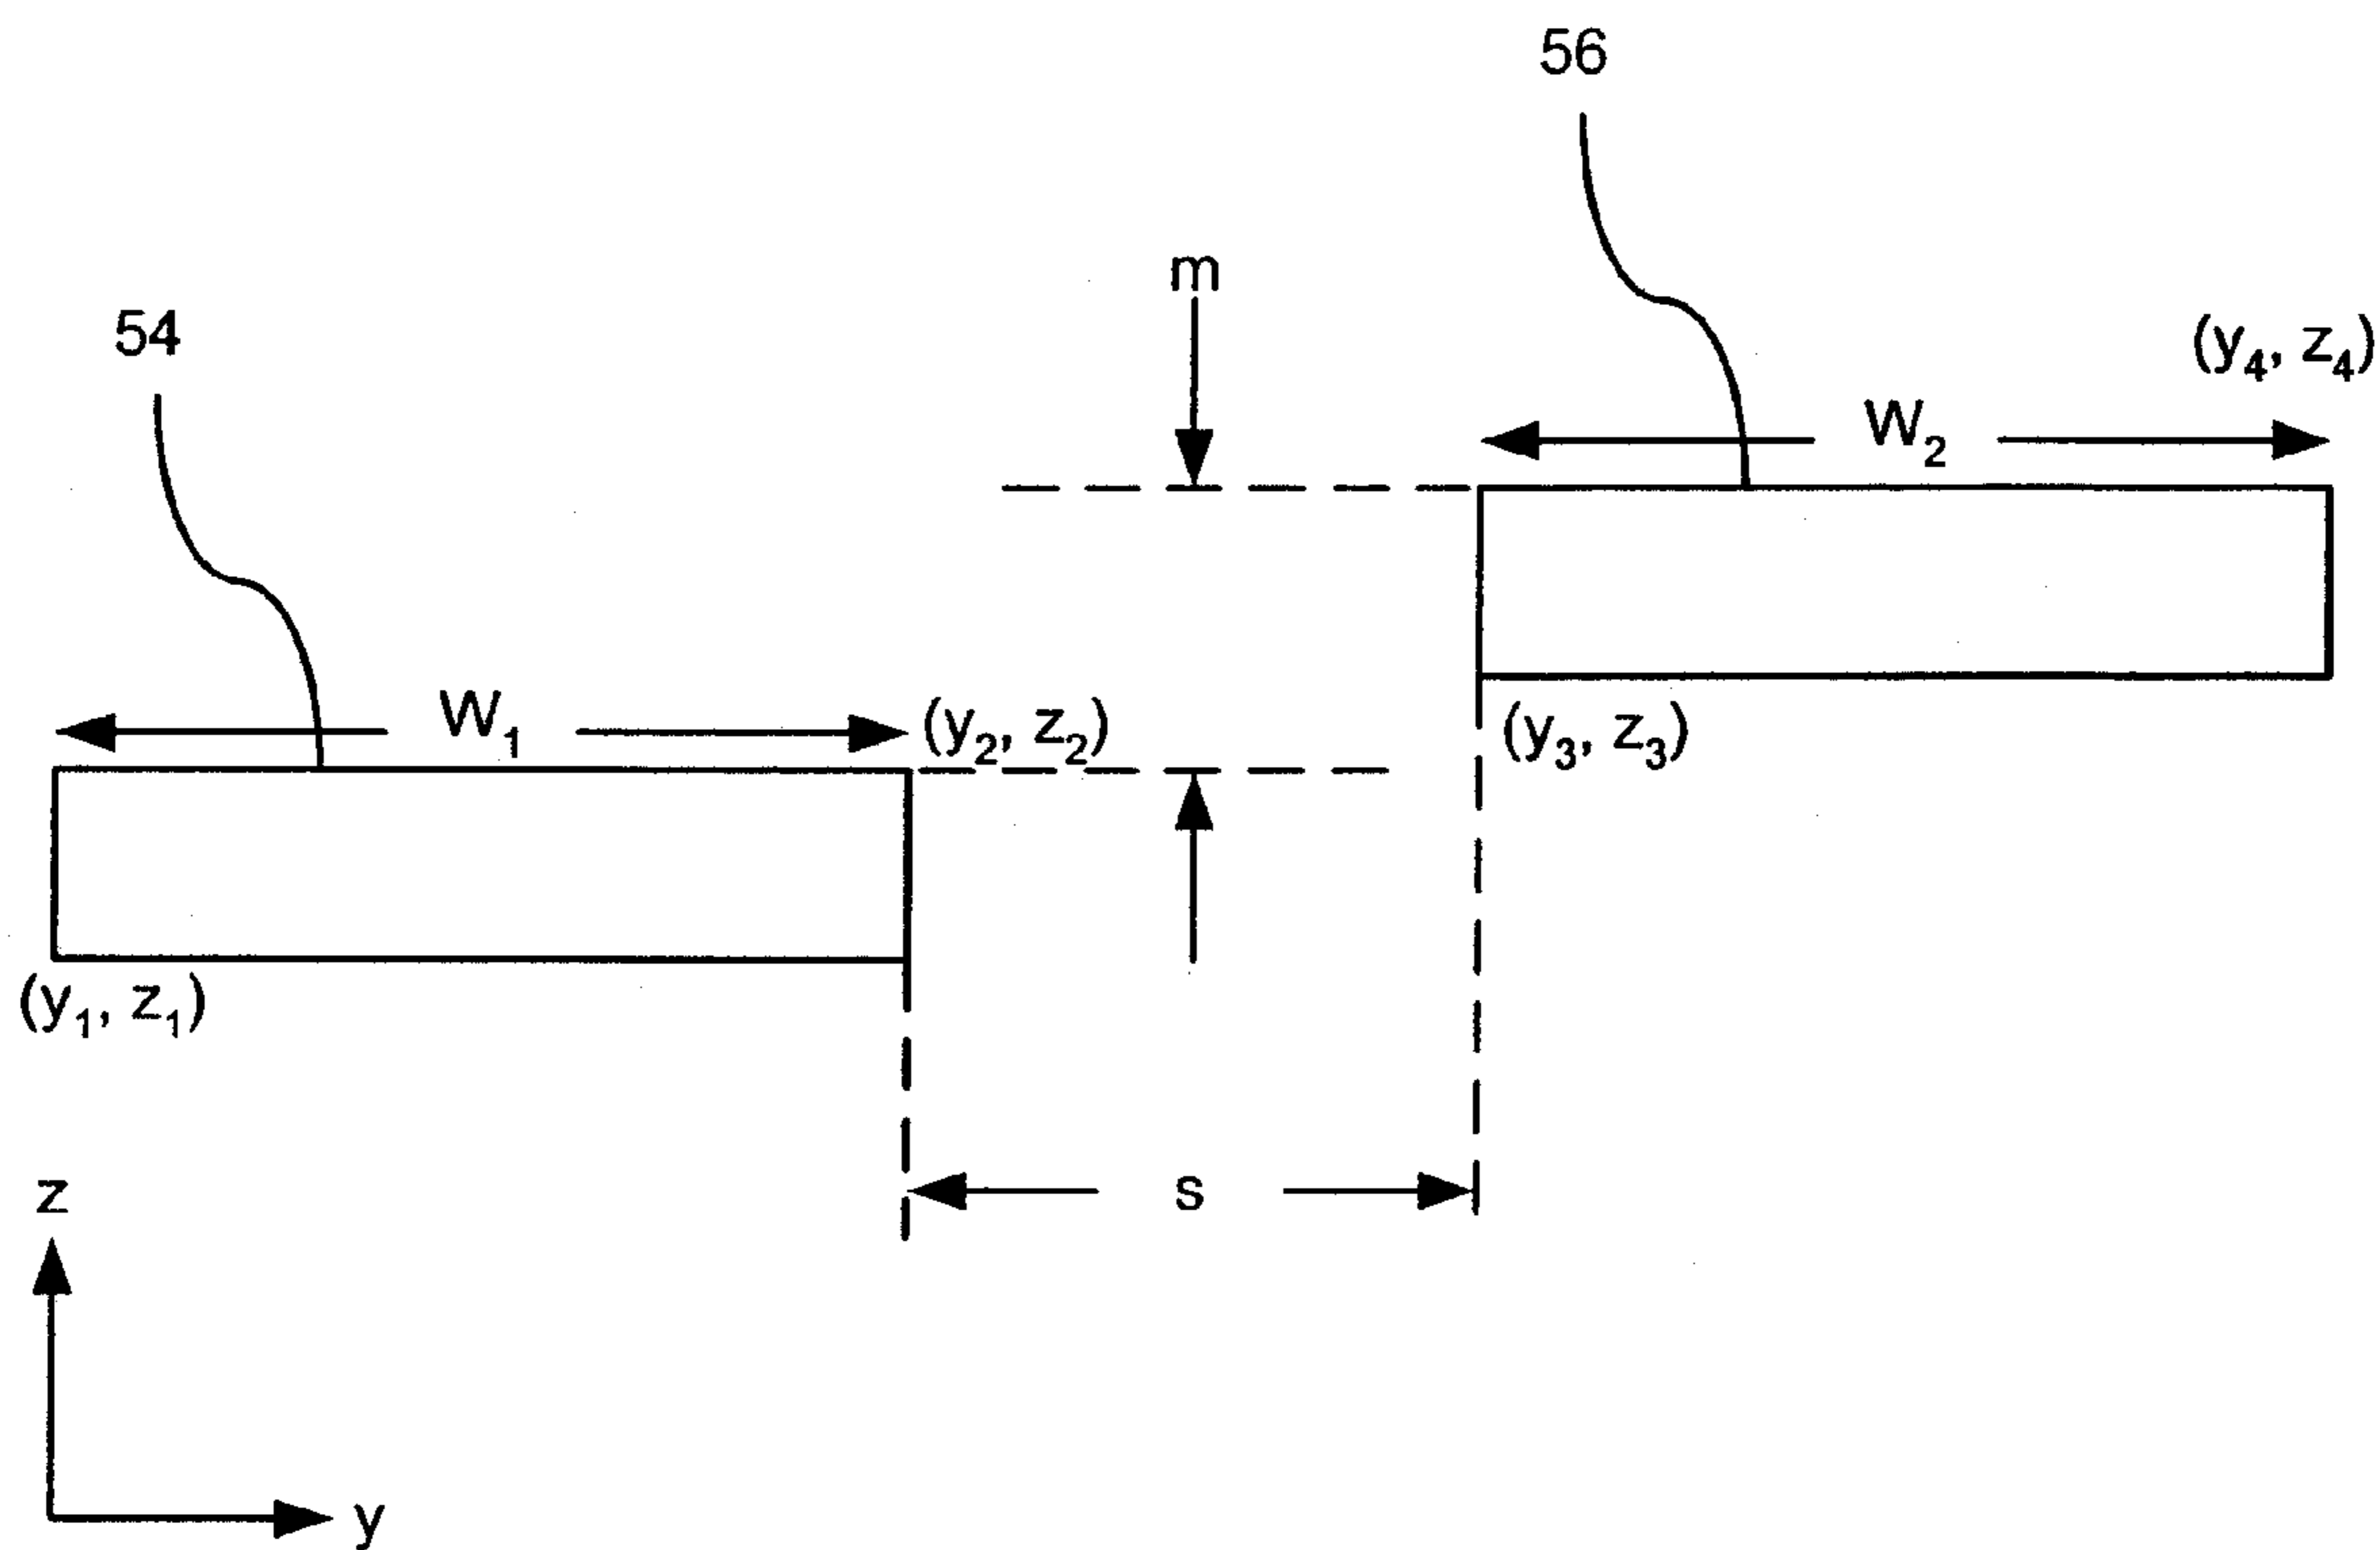 56
m
54
(y₄, z₄)
W₂
W₁
(y₂, z₂)
(y₃, z₃)
(y₁, z₁)
z
s
y